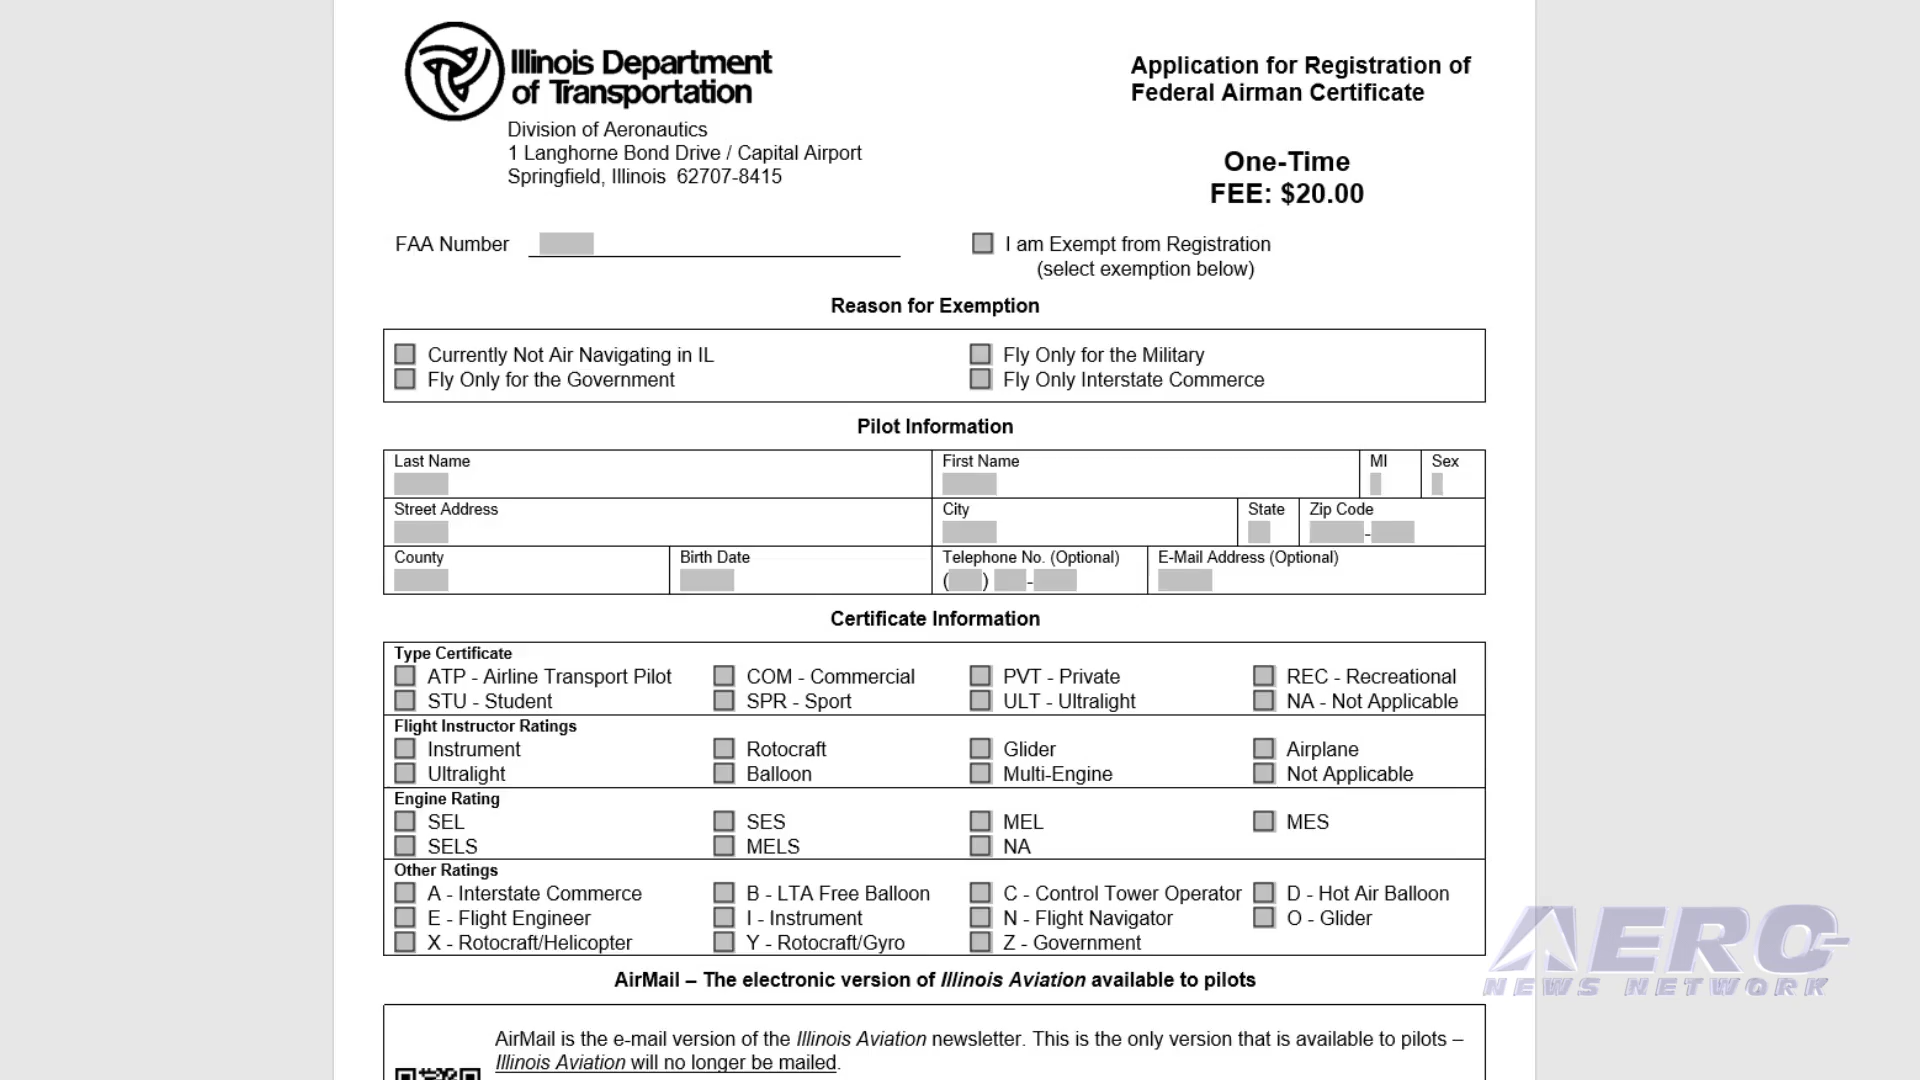 Illinois Department
of Transportation
Division of Aeronautics
1 Langhorne Bond Drive / Capital Airport
Springfield, Illinois 62707-8415
Application for Registration of
Federal Airman Certificate
One-Time
FEE: $20.00
FAA Number
I am Exempt from Registration
(select exemption below)
Reason for Exemption
Currently Not Air Navigating in IL Fly Only for the Military
Fly Only for the Government Fly Only Interstate Commerce
Pilot Information
Last Name First Name MI Sex
Street Address City State Zip Code
-
County Birth Date Telephone No. (Optional) E-Mail Address (Optional)
( ) -
Certificate Information
Type Certificate
ATP - Airline Transport Pilot COM - Commercial PVT - Private REC - Recreational
STU - Student SPR - Sport ULT - Ultralight NA - Not Applicable
Flight Instructor Ratings
Instrument Rotocraft Glider Airplane
Ultralight Balloon Multi-Engine Not Applicable
Engine Rating
SEL SES MEL MES
SELS MELS NA
Other Ratings
A - Interstate Commerce B - LTA Free Balloon C - Control Tower Operator D - Hot Air Balloon
E - Flight Engineer I - Instrument N - Flight Navigator O - Glider
X - Rotocraft/Helicopter Y - Rotocraft/Gyro Z - Government
AirMail – The electronic version of Illinois Aviation available to pilots
AirMail is the e-mail version of the Illinois Aviation newsletter. This is the only version that is available to pilots –
Illinois Aviation will no longer be mailed.
AERO
NEWS NETWORK